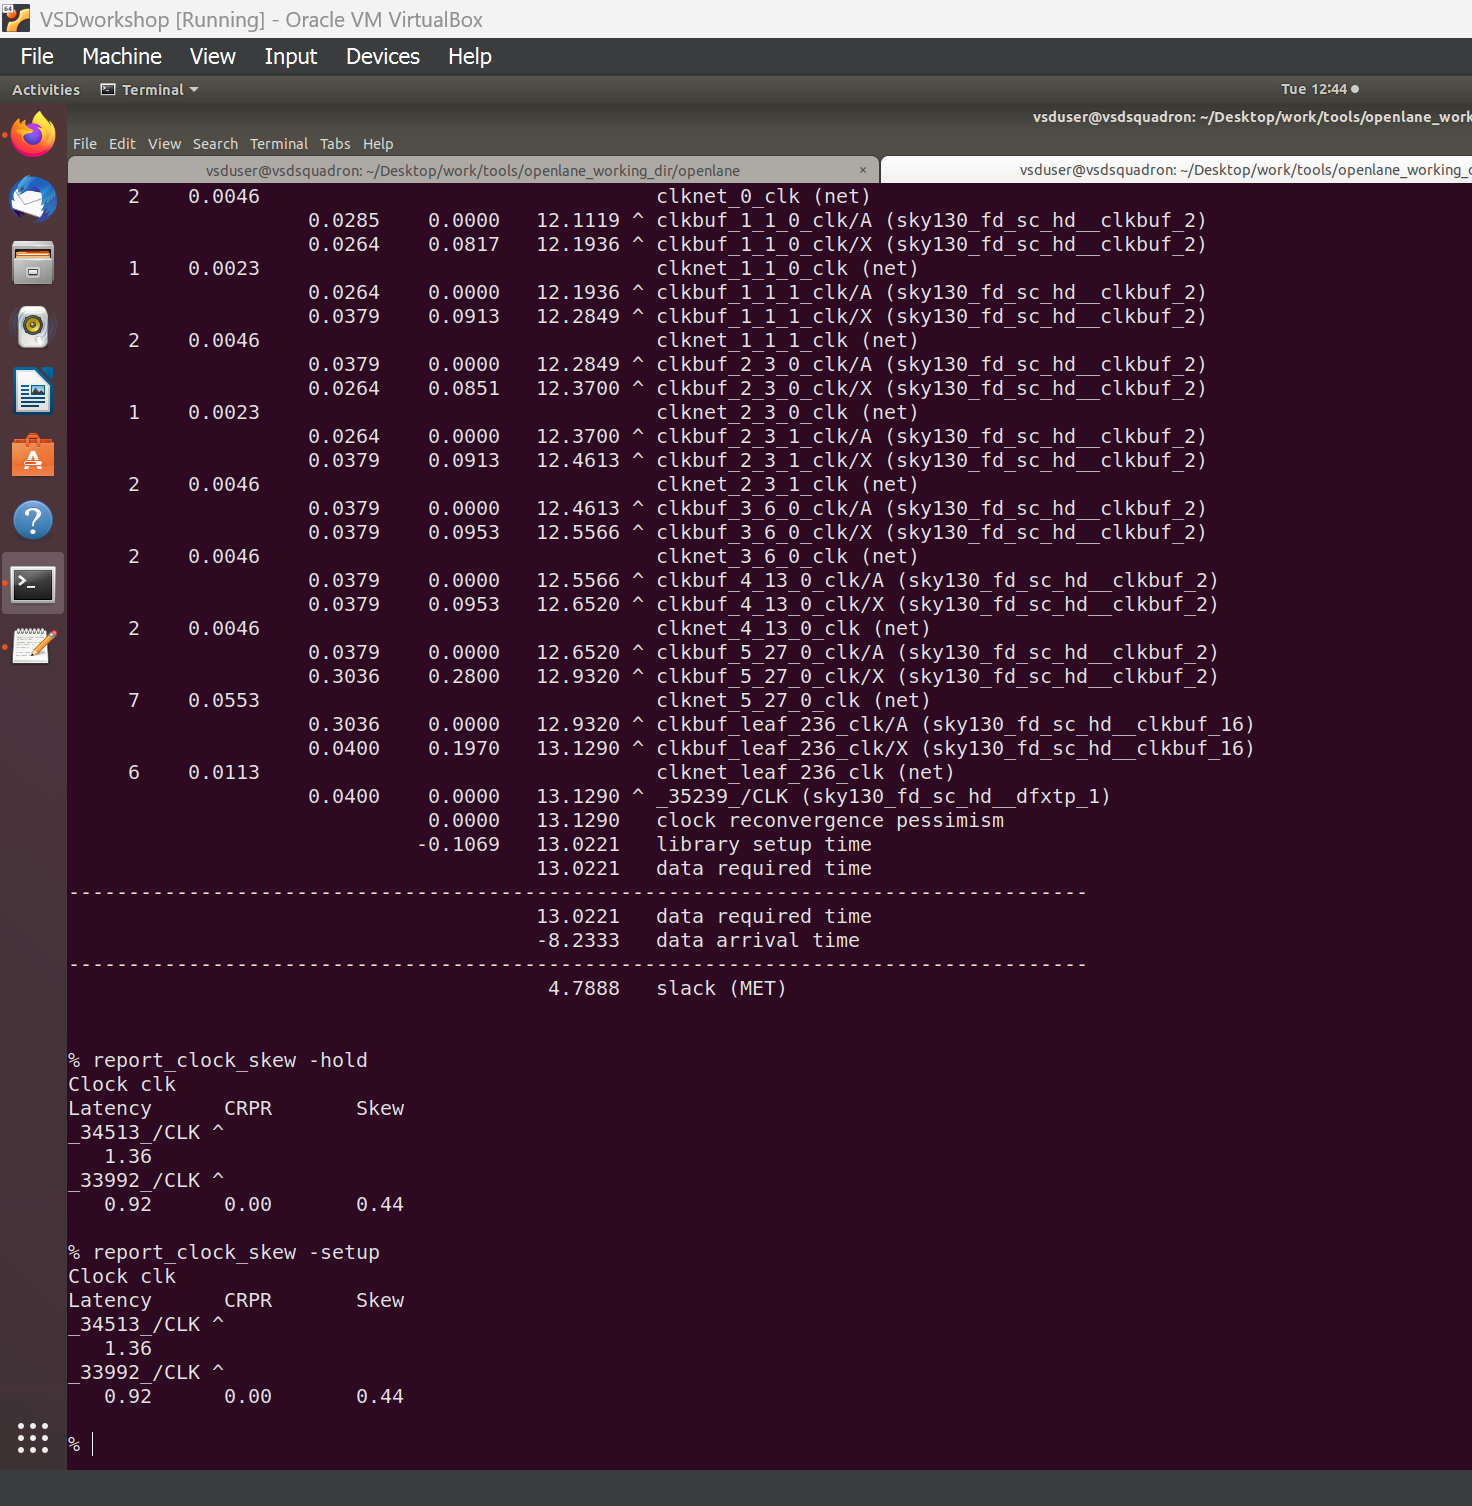 64
VSDworkshop [Running] - Oracle VM VirtualBox
File Machine View Input Devices Help
Activities Terminal Tue 12:44
vsduser@vsdsquadron: ~/Desktop/work/tools/openlane_work
File Edit View Search Terminal Tabs Help
vsduser@vsdsquadron: ~/Desktop/work/tools/openlane_working_dir/openlane × vsduser@vsdsquadron: ~/Desktop/work/tools/openlane_working_
2 0.0046 clknet_0_clk (net)
0.0285 0.0000 12.1119 ^ clkbuf_1_1_0_clk/A (sky130_fd_sc_hd__clkbuf_2)
0.0264 0.0817 12.1936 ^ clkbuf_1_1_0_clk/X (sky130_fd_sc_hd__clkbuf_2)
1 0.0023 clknet_1_1_0_clk (net)
0.0264 0.0000 12.1936 ^ clkbuf_1_1_1_clk/A (sky130_fd_sc_hd__clkbuf_2)
0.0379 0.0913 12.2849 ^ clkbuf_1_1_1_clk/X (sky130_fd_sc_hd__clkbuf_2)
2 0.0046 clknet_1_1_1_clk (net)
0.0379 0.0000 12.2849 ^ clkbuf_2_3_0_clk/A (sky130_fd_sc_hd__clkbuf_2)
0.0264 0.0851 12.3700 ^ clkbuf_2_3_0_clk/X (sky130_fd_sc_hd__clkbuf_2)
1 0.0023 clknet_2_3_0_clk (net)
0.0264 0.0000 12.3700 ^ clkbuf_2_3_1_clk/A (sky130_fd_sc_hd__clkbuf_2)
0.0379 0.0913 12.4613 ^ clkbuf_2_3_1_clk/X (sky130_fd_sc_hd__clkbuf_2)
2 0.0046 clknet_2_3_1_clk (net)
0.0379 0.0000 12.4613 ^ clkbuf_3_6_0_clk/A (sky130_fd_sc_hd__clkbuf_2)
0.0379 0.0953 12.5566 ^ clkbuf_3_6_0_clk/X (sky130_fd_sc_hd__clkbuf_2)
2 0.0046 clknet_3_6_0_clk (net)
0.0379 0.0000 12.5566 ^ clkbuf_4_13_0_clk/A (sky130_fd_sc_hd__clkbuf_2)
0.0379 0.0953 12.6520 ^ clkbuf_4_13_0_clk/X (sky130_fd_sc_hd__clkbuf_2)
2 0.0046 clknet_4_13_0_clk (net)
0.0379 0.0000 12.6520 ^ clkbuf_5_27_0_clk/A (sky130_fd_sc_hd__clkbuf_2)
0.3036 0.2800 12.9320 ^ clkbuf_5_27_0_clk/X (sky130_fd_sc_hd__clkbuf_2)
7 0.0553 clknet_5_27_0_clk (net)
0.3036 0.0000 12.9320 ^ clkbuf_leaf_236_clk/A (sky130_fd_sc_hd__clkbuf_16)
0.0400 0.1970 13.1290 ^ clkbuf_leaf_236_clk/X (sky130_fd_sc_hd__clkbuf_16)
6 0.0113 clknet_leaf_236_clk (net)
0.0400 0.0000 13.1290 ^ _35239_/CLK (sky130_fd_sc_hd__dfxtp_1)
0.0000 13.1290 clock reconvergence pessimism
-0.1069 13.0221 library setup time
13.0221 data required time
-------------------------------------------------------------------------------------
13.0221 data required time
-8.2333 data arrival time
-------------------------------------------------------------------------------------
4.7888 slack (MET)
% report_clock_skew -hold
Clock clk
Latency CRPR Skew
_34513_/CLK ^
1.36
_33992_/CLK ^
0.92 0.00 0.44
% report_clock_skew -setup
Clock clk
Latency CRPR Skew
_34513_/CLK ^
1.36
_33992_/CLK ^
0.92 0.00 0.44
%